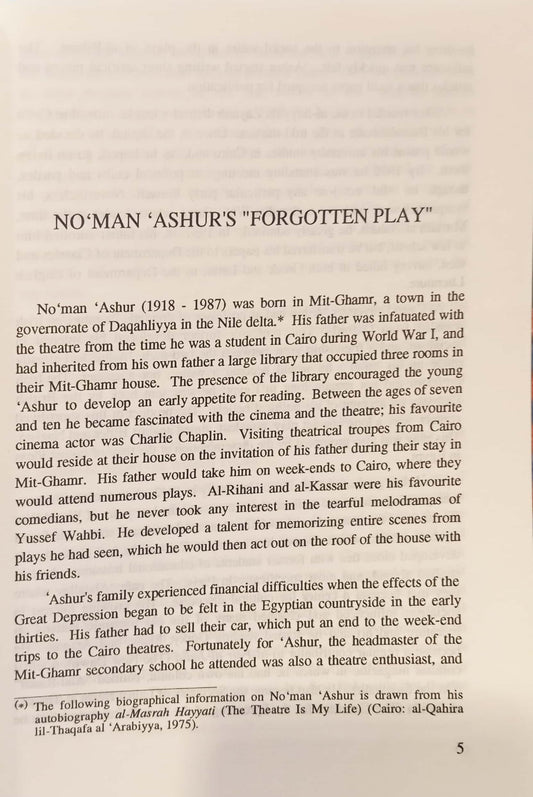 NO‘MAN ‘ASHUR'S "FORGOTTEN PLAY"
No‘man ‘Ashur (1918 - 1987) was born in Mit-Ghamr, a town in the
governorate of Daqahliyya in the Nile delta.* His father was infatuated with
the theatre from the time he was a student in Cairo during World War I, and
had inherited from his own father a large library that occupied three rooms in
their Mit-Ghamr house. The presence of the library encouraged the young
‘Ashur to develop an early appetite for reading. Between the ages of seven
and ten he became fascinated with the cinema and the theatre; his favourite
cinema actor was Charlie Chaplin. Visiting theatrical troupes from Cairo
would reside at their house on the invitation of his father during their stay in
Mit-Ghamr. His father would take him on week-ends to Cairo, where they
would attend numerous plays. Al-Rihani and al-Kassar were his favourite
comedians, but he never took any interest in the tearful melodramas of
Yussef Wahbi. He developed a talent for memorizing entire scenes from
plays he had seen, which he would then act out on the roof of the house with
his friends.
‘Ashur's family experienced financial difficulties when the effects of the
Great Depression began to be felt in the Egyptian countryside in the early
thirties. His father had to sell their car, which put an end to the week-end
trips to the Cairo theatres. Fortunately for ‘Ashur, the headmaster of the
Mit-Ghamr secondary school he attended was also a theatre enthusiast, and
(*) The following biographical information on No‘man ‘Ashur is drawn from his
autobiography al-Masrah Hayyati (The Theatre Is My Life) (Cairo: al-Qahira
lil-Thaqafa al ‘Arabiyya, 1975).
5